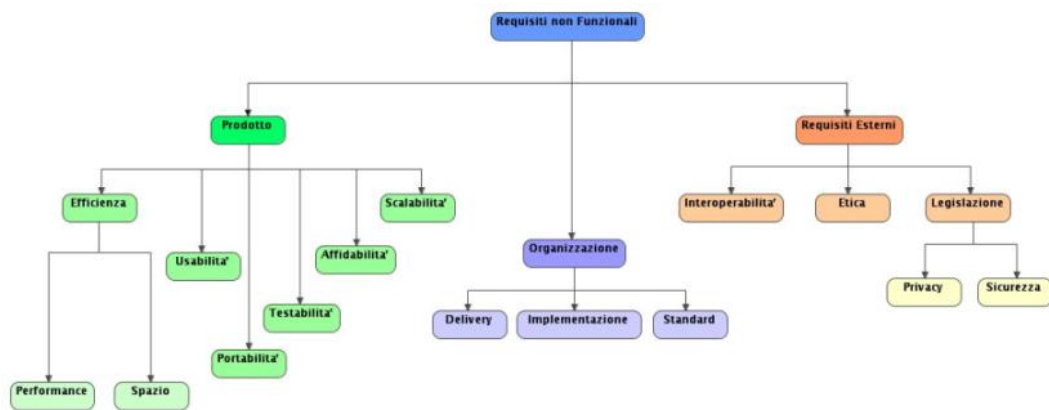 Requisiti non Funzionali
Prodotto
Requisiti Esterni
Efficienza
Scalabilita'
Interoperabilita'
Etica
Legislazione
Usabilita'
Affidabilita'
Organizzazione
Privacy
Sicurezza
Testabilita'
Delivery
Implementazione
Standard
Portabilita'
Performance
Spazio